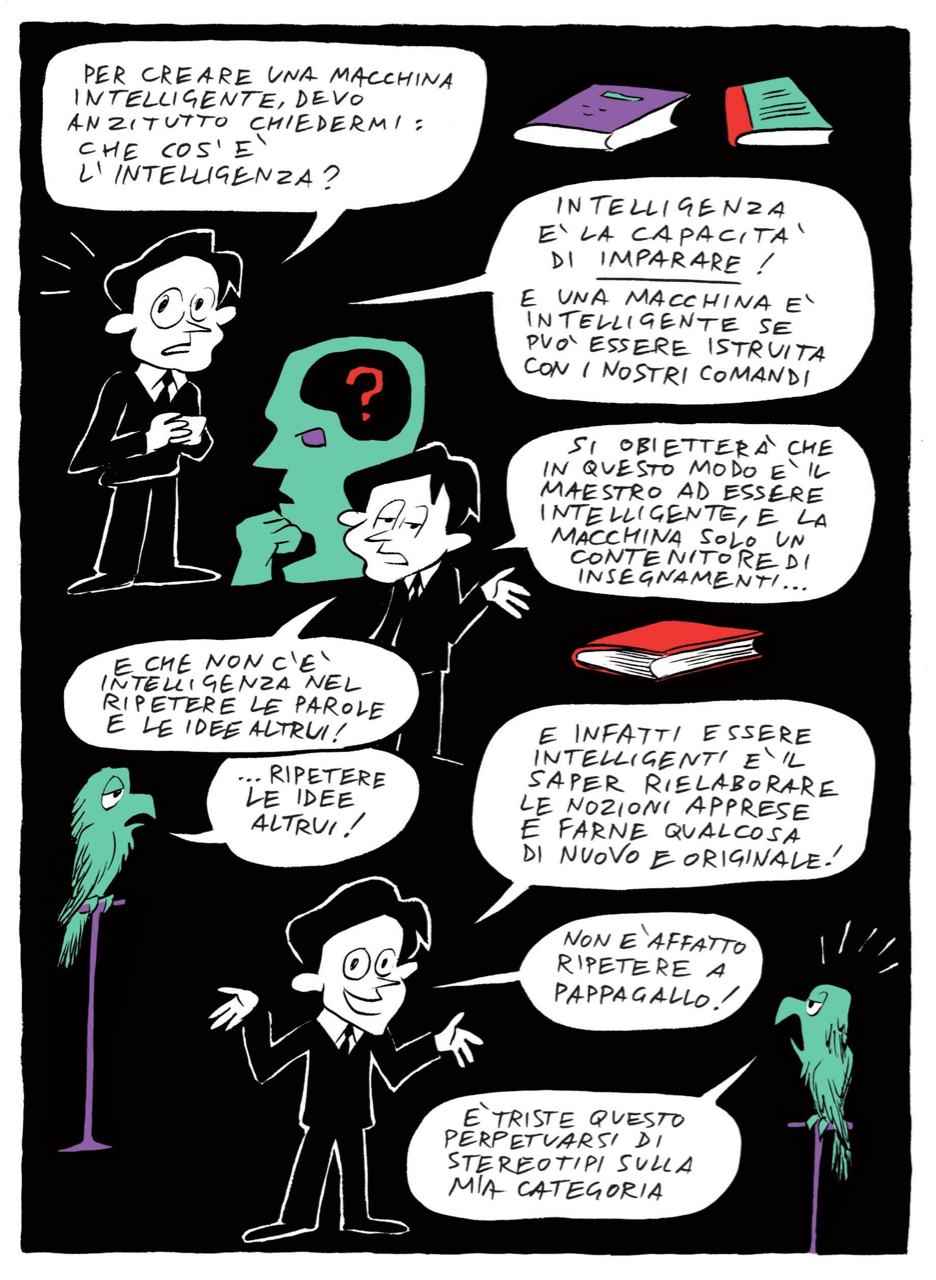 PER CREARE UNA MACCHINA
INTELLIGENTE, DEVO
ANZITUTTO CHIEDERMI:
CHE COS'E`
L'INTELLIGENZA?
INTELLIGENZA
E` LA CAPACITA`
DI IMPARARE!
E UNA MACCHINA E`
INTELLIGENTE SE
PUO` ESSERE ISTRUITA
CON I NOSTRI COMANDI
SI OBIETTERA` CHE
IN QUESTO MODO E` IL
MAESTRO AD ESSERE
INTELLIGENTE, E LA
MACCHINA SOLO UN
CONTENITORE DI
INSEGNAMENTI...
E CHE NON C'E`
INTELLIGENZA NEL
RIPETERE LE PAROLE
E LE IDEE ALTRUI!
...RIPETERE
LE IDEE
ALTRUI!
E INFATTI ESSERE
INTELLIGENTI E` IL
SAPER RIELABORARE
LE NOZIONI APPRESE
E FARNE QUALCOSA
DI NUOVO E ORIGINALE!
NON E` AFFATTO
RIPETERE A
PAPPAGALLO!
E` TRISTE QUESTO
PERPETUARSI DI
STEREOTIPI SULLA
MIA CATEGORIA
?